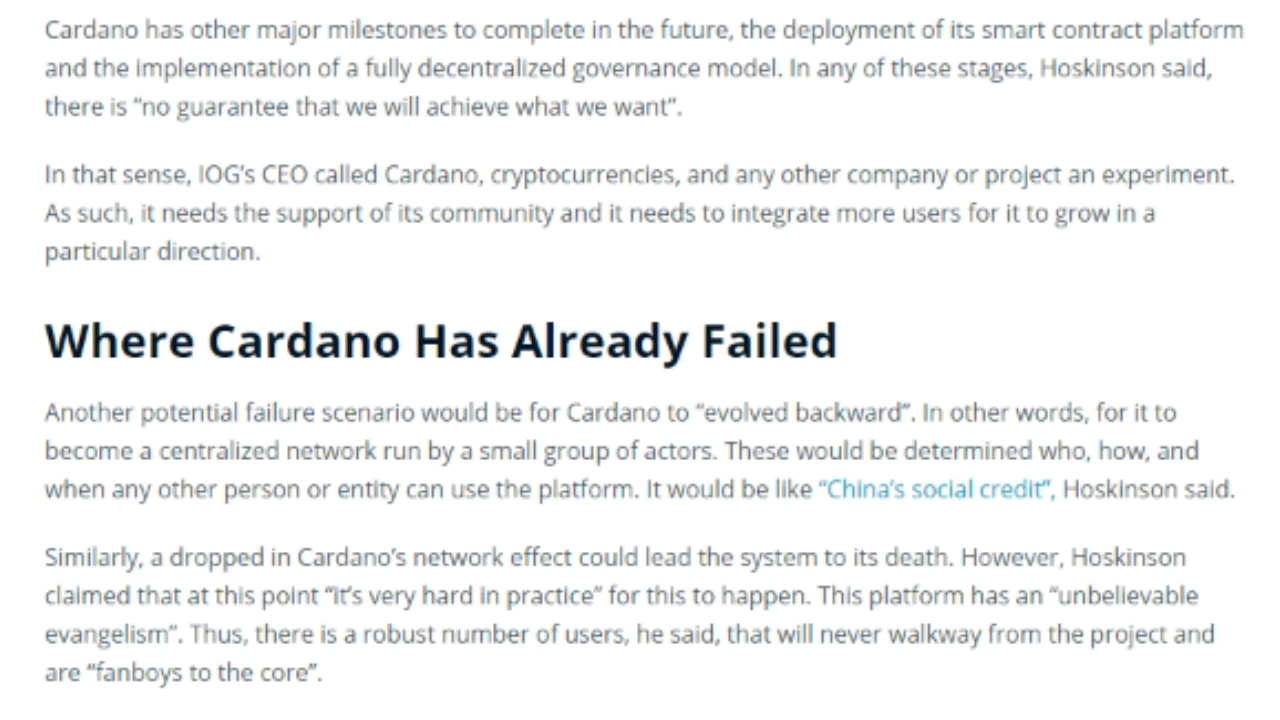 Cardano has other major milestones to complete in the future, the deployment of its smart contract platform
and the implementation of a fully decentralized governance model. In any of these stages, Hoskinson said,
there is “no guarantee that we will achieve what we want”.
In that sense, IOG’s CEO called Cardano, cryptocurrencies, and any other company or project an experiment.
As such, it needs the support of its community and it needs to integrate more users for it to grow in a
particular direction.
Where Cardano Has Already Failed
Another potential failure scenario would be for Cardano to “evolved backward”. In other words, for it to
become a centralized network run by a small group of actors. These would be determined who, how, and
when any other person or entity can use the platform. It would be like “China’s social credit”, Hoskinson said.
Similarly, a dropped in Cardano’s network effect could lead the system to its death. However, Hoskinson
claimed that at this point “it’s very hard in practice” for this to happen. This platform has an “unbelievable
evangelism”. Thus, there is a robust number of users, he said, that will never walkway from the project and
are “fanboys to the core”.